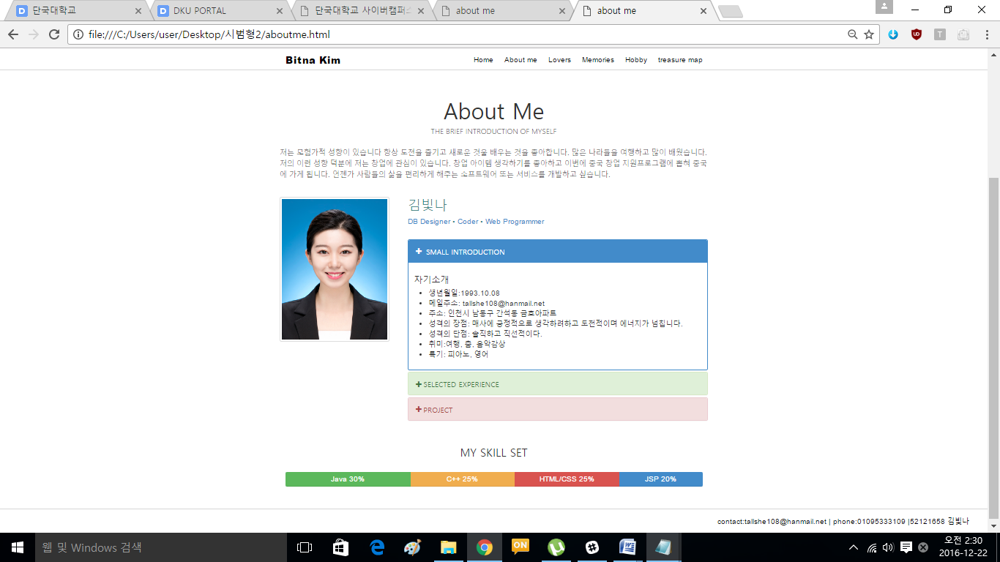 단국대학교
DKU PORTAL
단국대학교 사이버캠퍼스
about me
about me
file:///C:/Users/user/Desktop/시범형2/aboutme.html
Bitna Kim
Home About me Lovers Memories Hobby treasure map
About Me
THE BRIEF INTRODUCTION OF MYSELF
저는 모험가적 성향이 있습니다 항상 도전을 즐기고 새로운 것을 배우는 것을 좋아합니다. 많은 나라들을 여행하고 많이 배웠습니다.
저의 이런 성향 덕분에 저는 창업에 관심이 있습니다. 창업 아이템 생각하기를 좋아하고 이번에 중국 창업 지원프로그램에 뽑혀 중국
에 가게 됩니다. 언젠가 사람들의 삶을 편리하게 해주는 소프트웨어 또는 서비스를 개발하고 싶습니다.
김빛나
DB Designer • Coder • Web Programmer
SMALL INTRODUCTION
자기소개
생년월일:1993.10.08
메일주소: tallshe108@hanmail.net
주소: 인천시 남동구 간석동 금호아파트
성격의 장점: 매사에 긍정적으로 생각하려하고 도전적이며 에너지가 넘칩니다.
성격의 단점: 솔직하고 직선적이다.
취미:여행, 춤, 음악감상
특기: 피아노, 영어
SELECTED EXPERIENCE
PROJECT
MY SKILL SET
Java 30% C++ 25% HTML/CSS 25% JSP 20%
contact:tallshe108@hanmail.net | phone:01095333109 |52121658 김빛나
웹 및 Windows 검색
ON
오전 2:30
2016-12-22